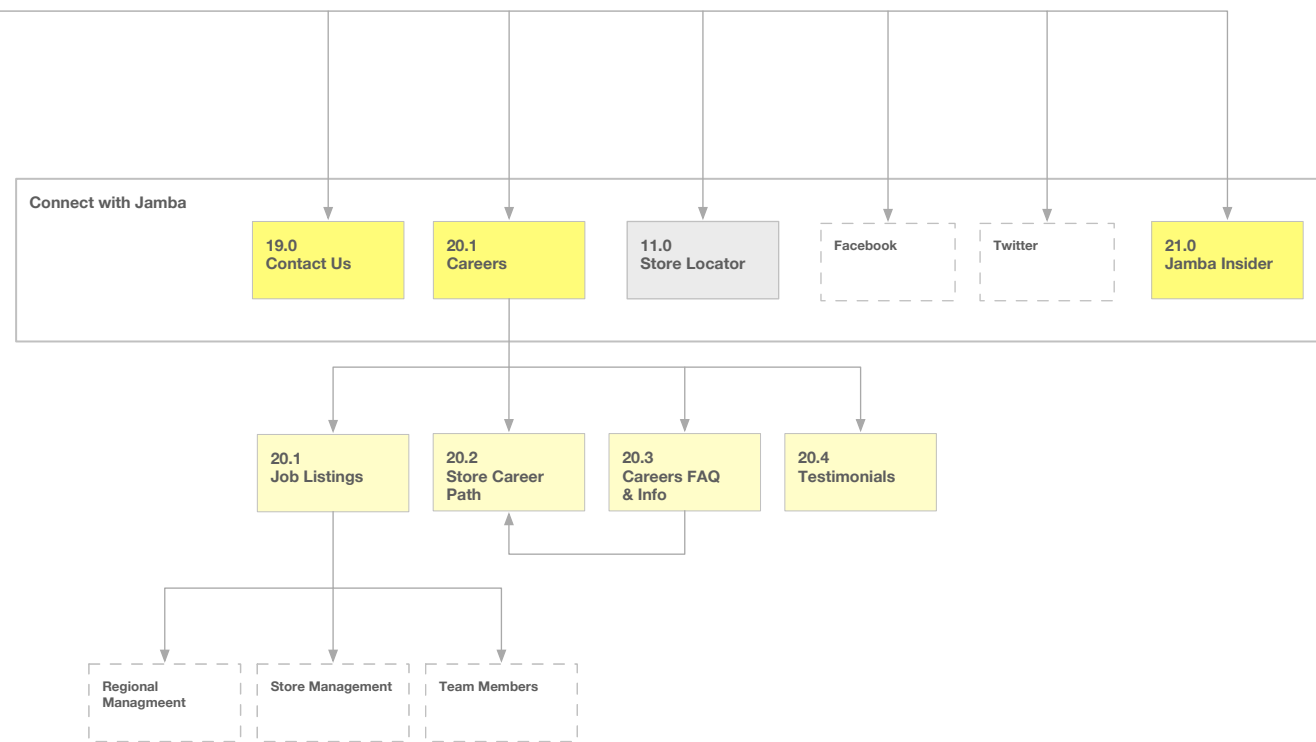 Connect with Jamba
19.0
Contact Us
20.1
Careers
11.0
Store Locator
Facebook
Twitter
21.0
Jamba Insider
20.1
Job Listings
20.2
Store Career
Path
20.3
Careers FAQ
& Info
20.4
Testimonials
Regional
Managmeent
Store Management
Team Members